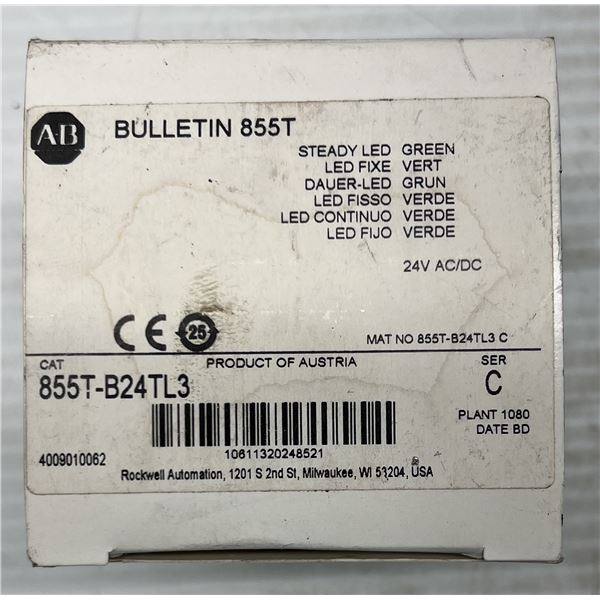 AB BULLETIN 855T
STEADY LED GREEN
LED FIXE VERT
DAUER-LED GRUN
LED FISSO VERDE
LED CONTINUO VERDE
LED FIJO VERDE
24V AC/DC
CE 25
MAT NO 855T-B24TL3 C
CAT PRODUCT OF AUSTRIA SER
855T-B24TL3 C
PLANT 1080
DATE BD
10611320248521
4009010062
Rockwell Automation, 1201 S 2nd St, Milwaukee, WI 53204, USA